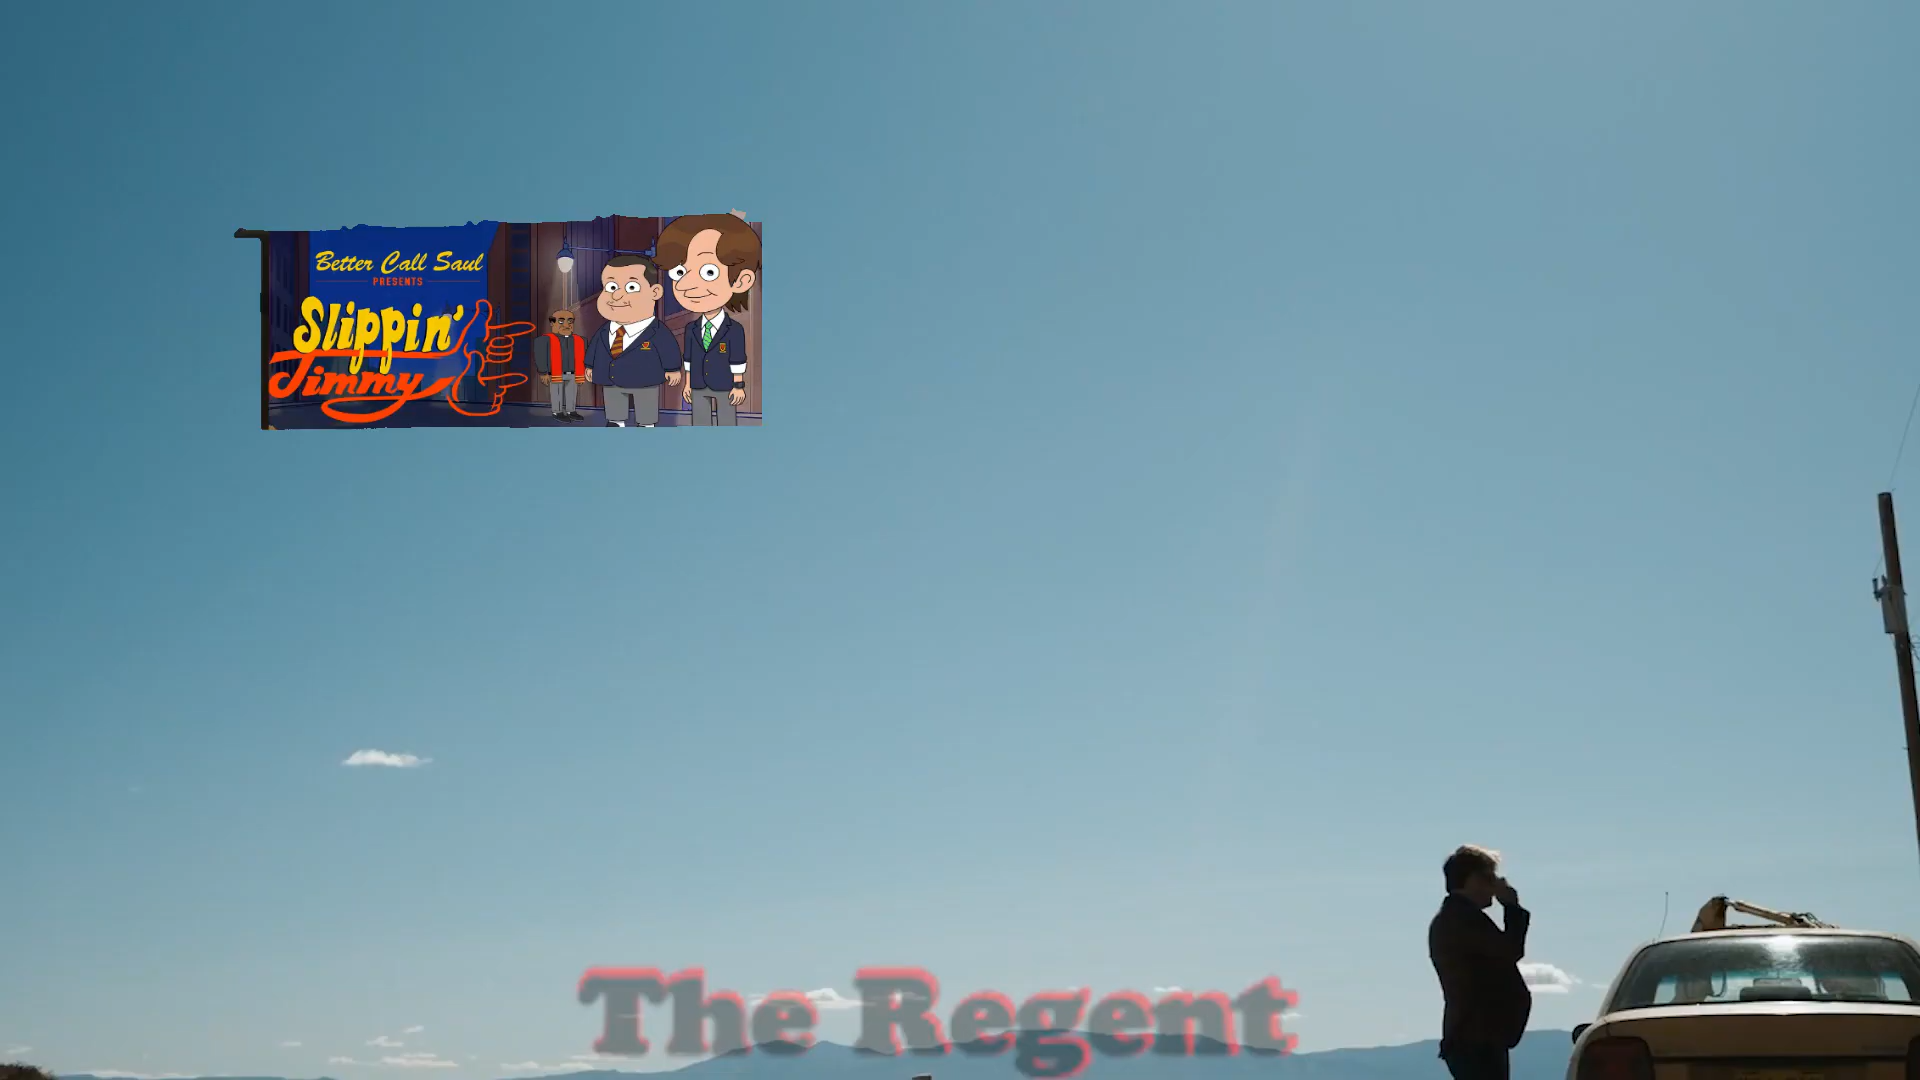 Better Call Saul
PRESENTS
Slippin'
Jimmy
The Regent